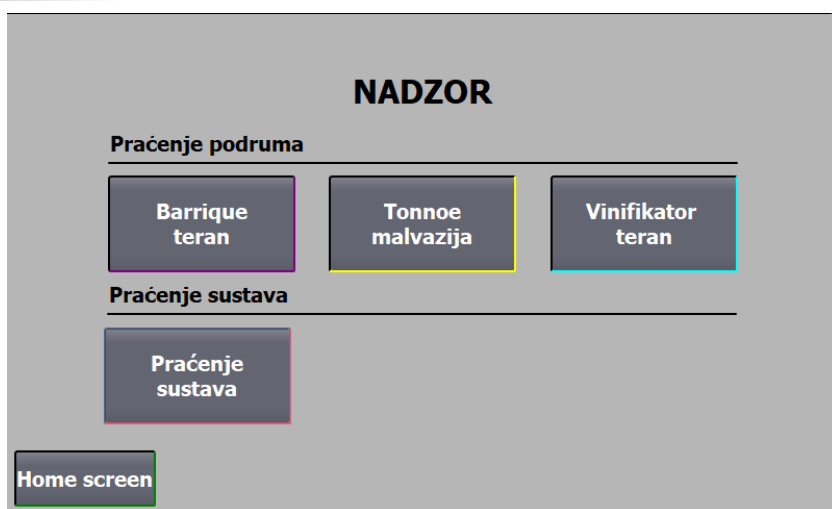 NADZOR
Praćenje podruma
Barrique
teran
Tonnoe
malvazija
Vinifikator
teran
Praćenje sustava
Praćenje
sustava
Home screen